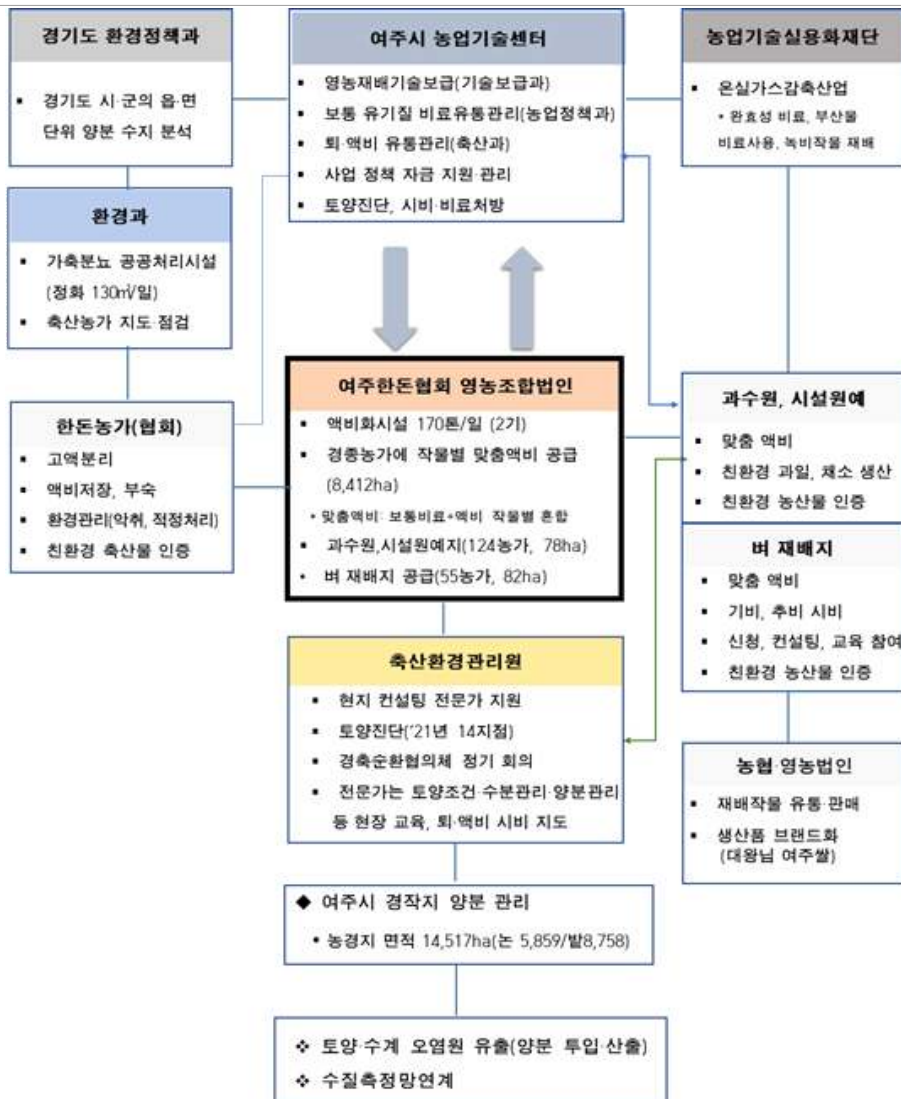 경기도 환경정책과
▪ 경기도 시·군의 읍·면
단위 양분 수지 분석
여주시 농업기술센터
▪ 영농재배기술보급(기술보급과)
▪ 보통 유기질 비료유통관리(농업정책과)
▪ 퇴·액비 유통관리(축산과)
▪ 사업 정책 자금 지원·관리
▪ 토양진단, 시비·비료처방
농업기술실용화재단
▪ 온실가스감축산업
• 완효성 비료, 부산물
비료사용, 녹비작물 재배
환경과
▪ 가축분뇨 공공처리시설
(정화 130㎥/일)
▪ 축산농가 지도·점검
한돈농가(협회)
▪ 고액분리
▪ 액비저장, 부숙
▪ 환경관리(악취, 적정처리)
▪ 친환경 축산물 인증
여주한돈협회 영농조합법인
▪ 액비화시설 170톤/일 (2기)
▪ 경종농가에 작물별 맞춤액비 공급
(8,412ha)
• 맞춤액비: 보통비료+액비 작물별 혼합
▪ 과수원,시설원예지(124농가, 78ha)
• 벼 재배지 공급(55농가, 82ha)
과수원, 시설원예
▪ 맞춤 액비
▪ 친환경 과일, 채소 생산
▪ 친환경 농산물 인증
벼 재배지
▪ 맞춤 액비
▪ 기비, 추비 시비
▪ 신청, 컨설팅, 교육 참여
▪ 친환경 농산물 인증
축산환경관리원
▪ 현지 컨설팅 전문가 지원
▪ 토양진단('21년 14지점)
▪ 경축순환협의체 정기 회의
▪ 전문가는 토양조건·수분관리·양분관리
등 현장 교육, 퇴·액비 시비 지도
농협·영농법인
▪ 재배작물 유통·판매
▪ 생산품 브랜드화
(대왕님 여주쌀)
◆ 여주시 경작지 양분 관리
• 농경지 면적 14,517ha(논 5,859/밭8,758)
❖ 토양·수계 오염원 유출(양분 투입·산출)
❖ 수질측정망연계